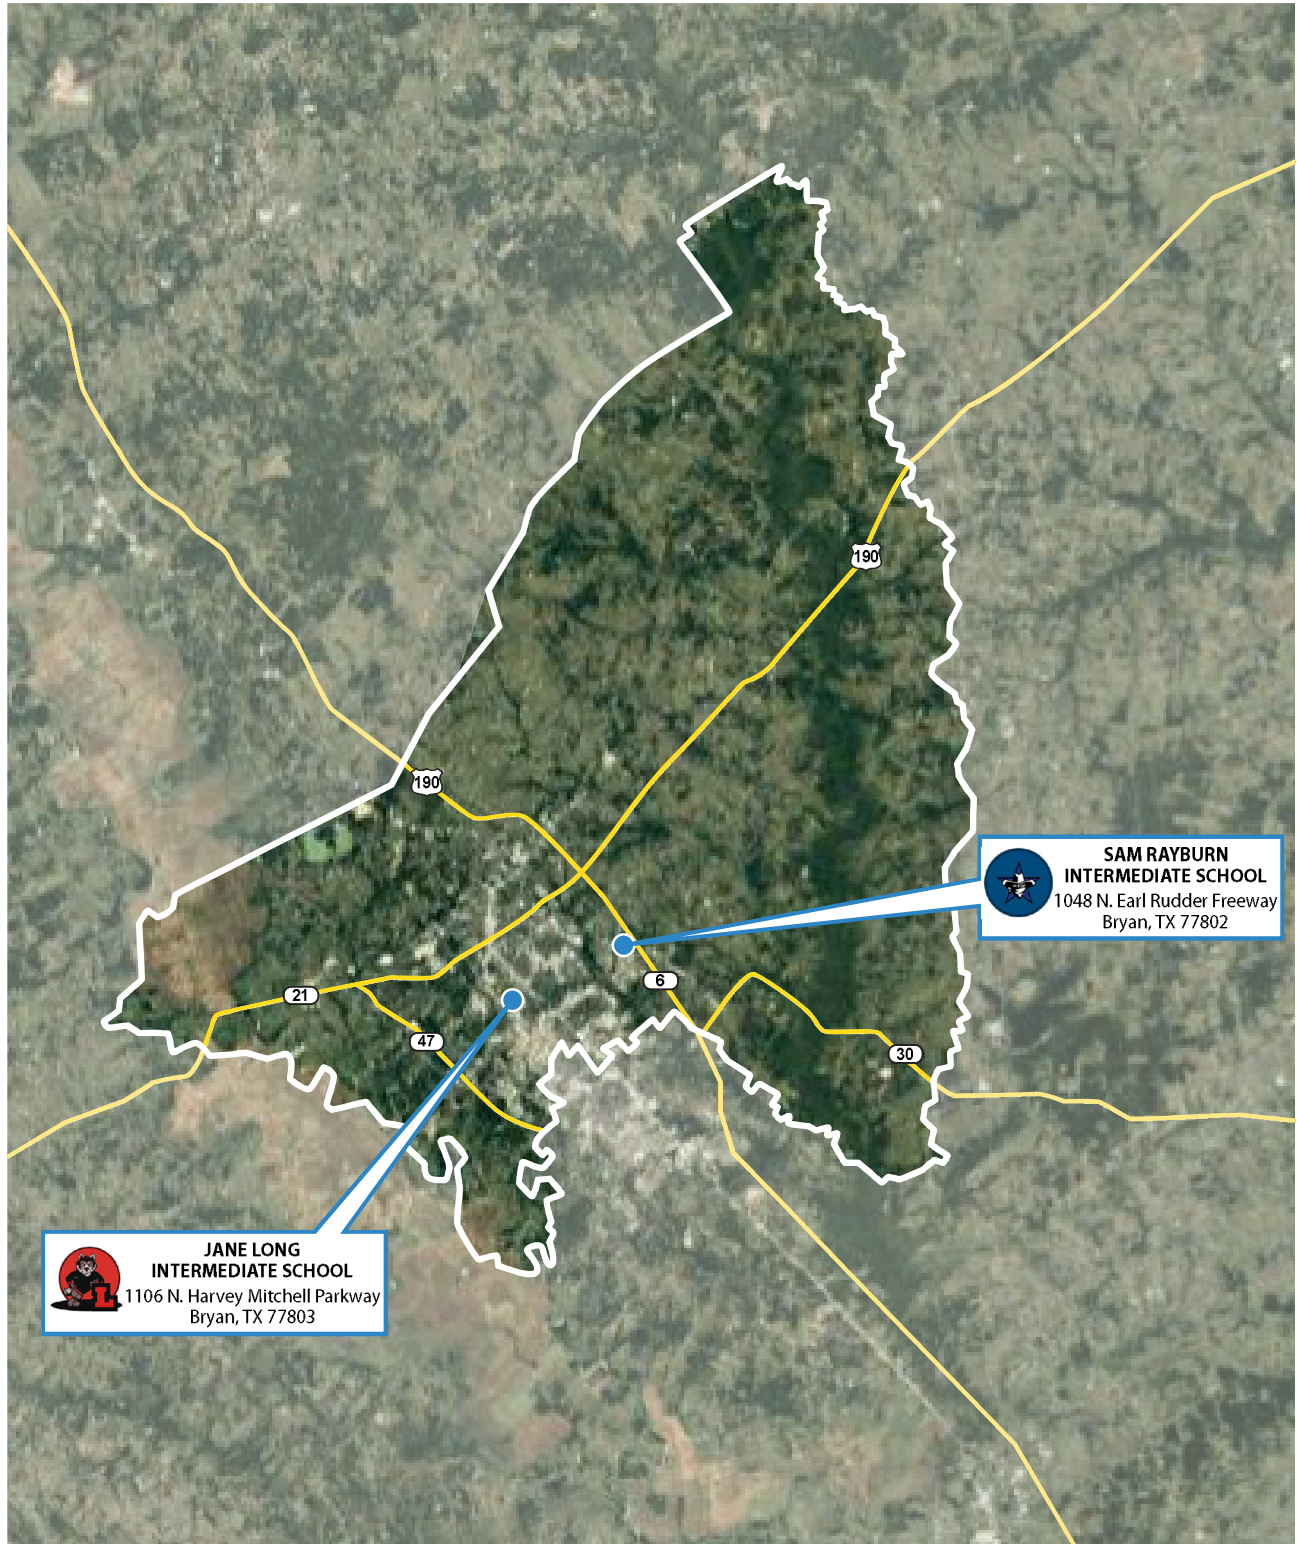 190
190
SAM RAYBURN
INTERMEDIATE SCHOOL
1048 N. Earl Rudder Freeway
Bryan, TX 77802
6
21
47
30
JANE LONG
INTERMEDIATE SCHOOL
1106 N. Harvey Mitchell Parkway
Bryan, TX 77803
L